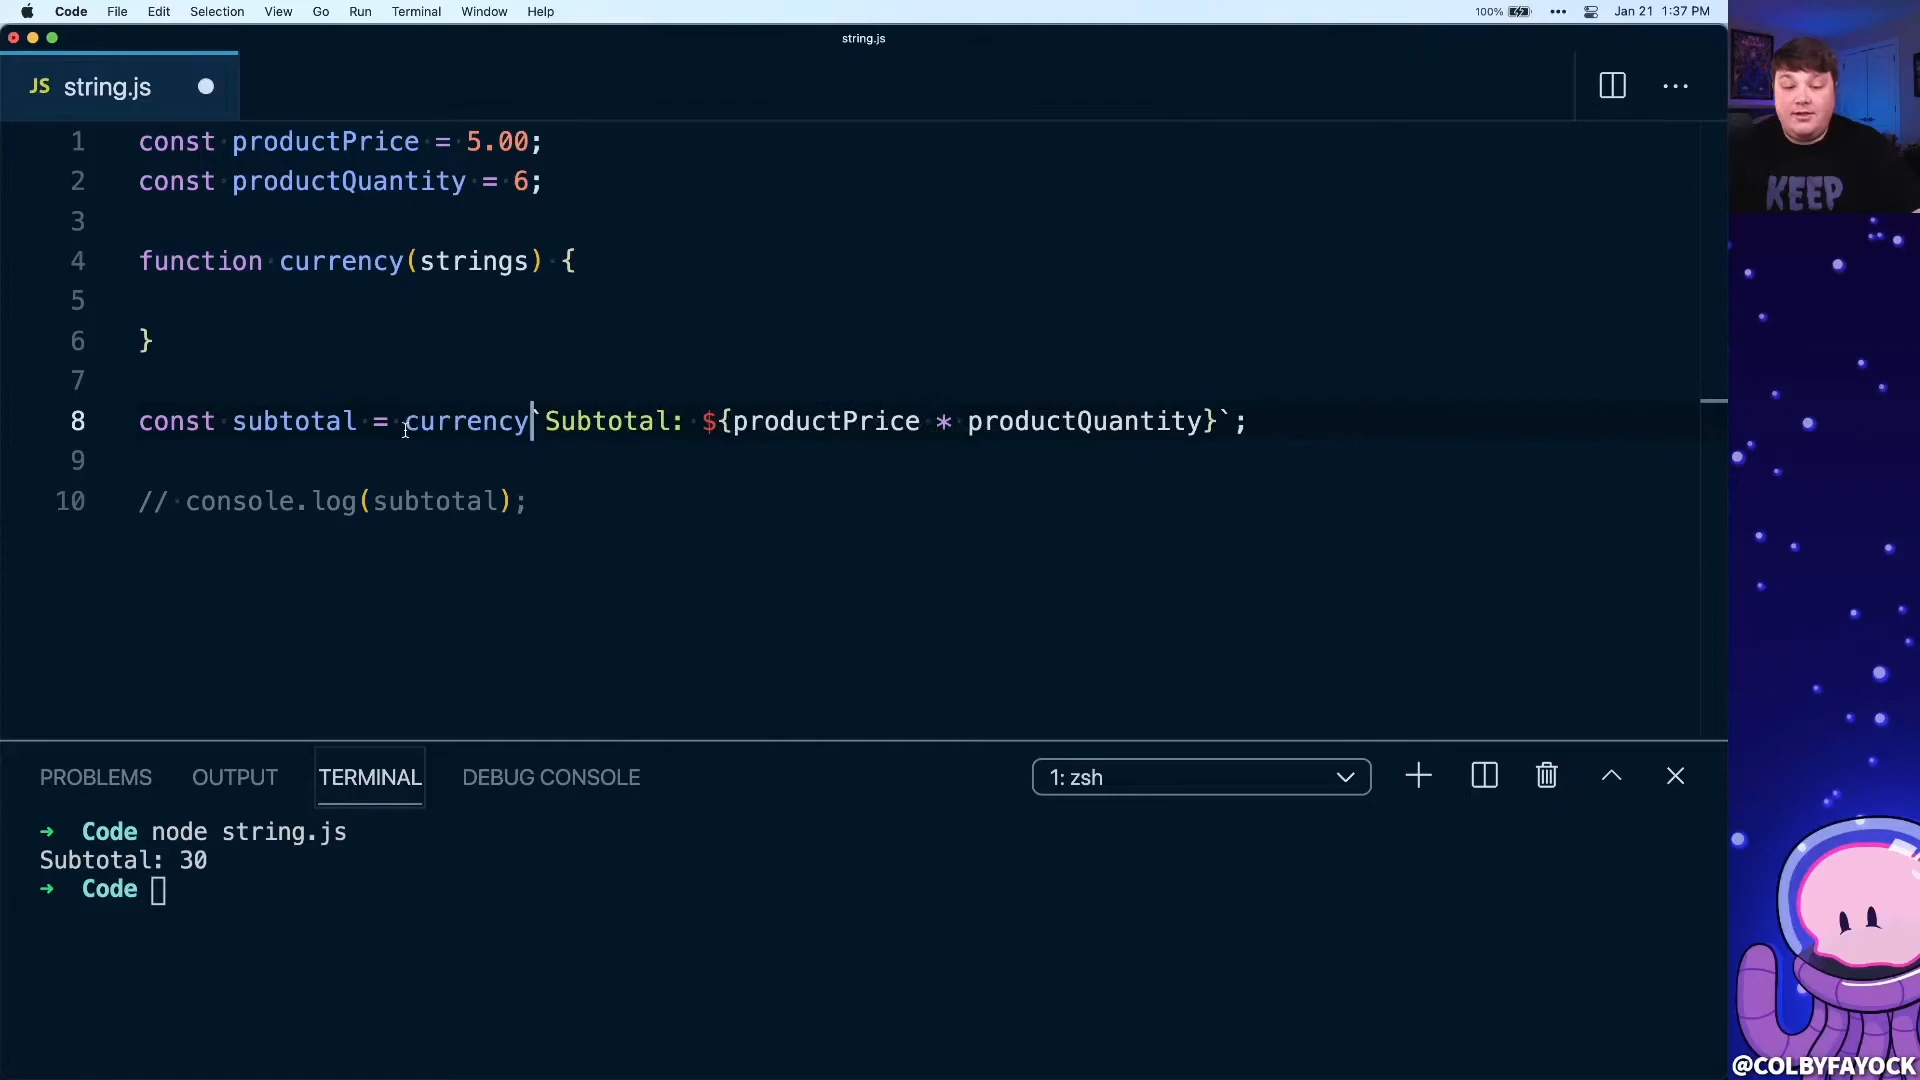 Code File Edit Selection View Go Run Terminal Window Help 100% Jan 21 1:37 PM
string.js
JS string.js
1 const productPrice = 5.00;
2 const productQuantity = 6;
3
4 function currency(strings) {
5
6 }
7
8 const subtotal = currency`Subtotal: ${productPrice * productQuantity}`;
9
10 // console.log(subtotal);
PROBLEMS OUTPUT TERMINAL DEBUG CONSOLE 1: zsh
➜ Code node string.js
Subtotal: 30
➜ Code
KEEP
@COLBYFAYOCK